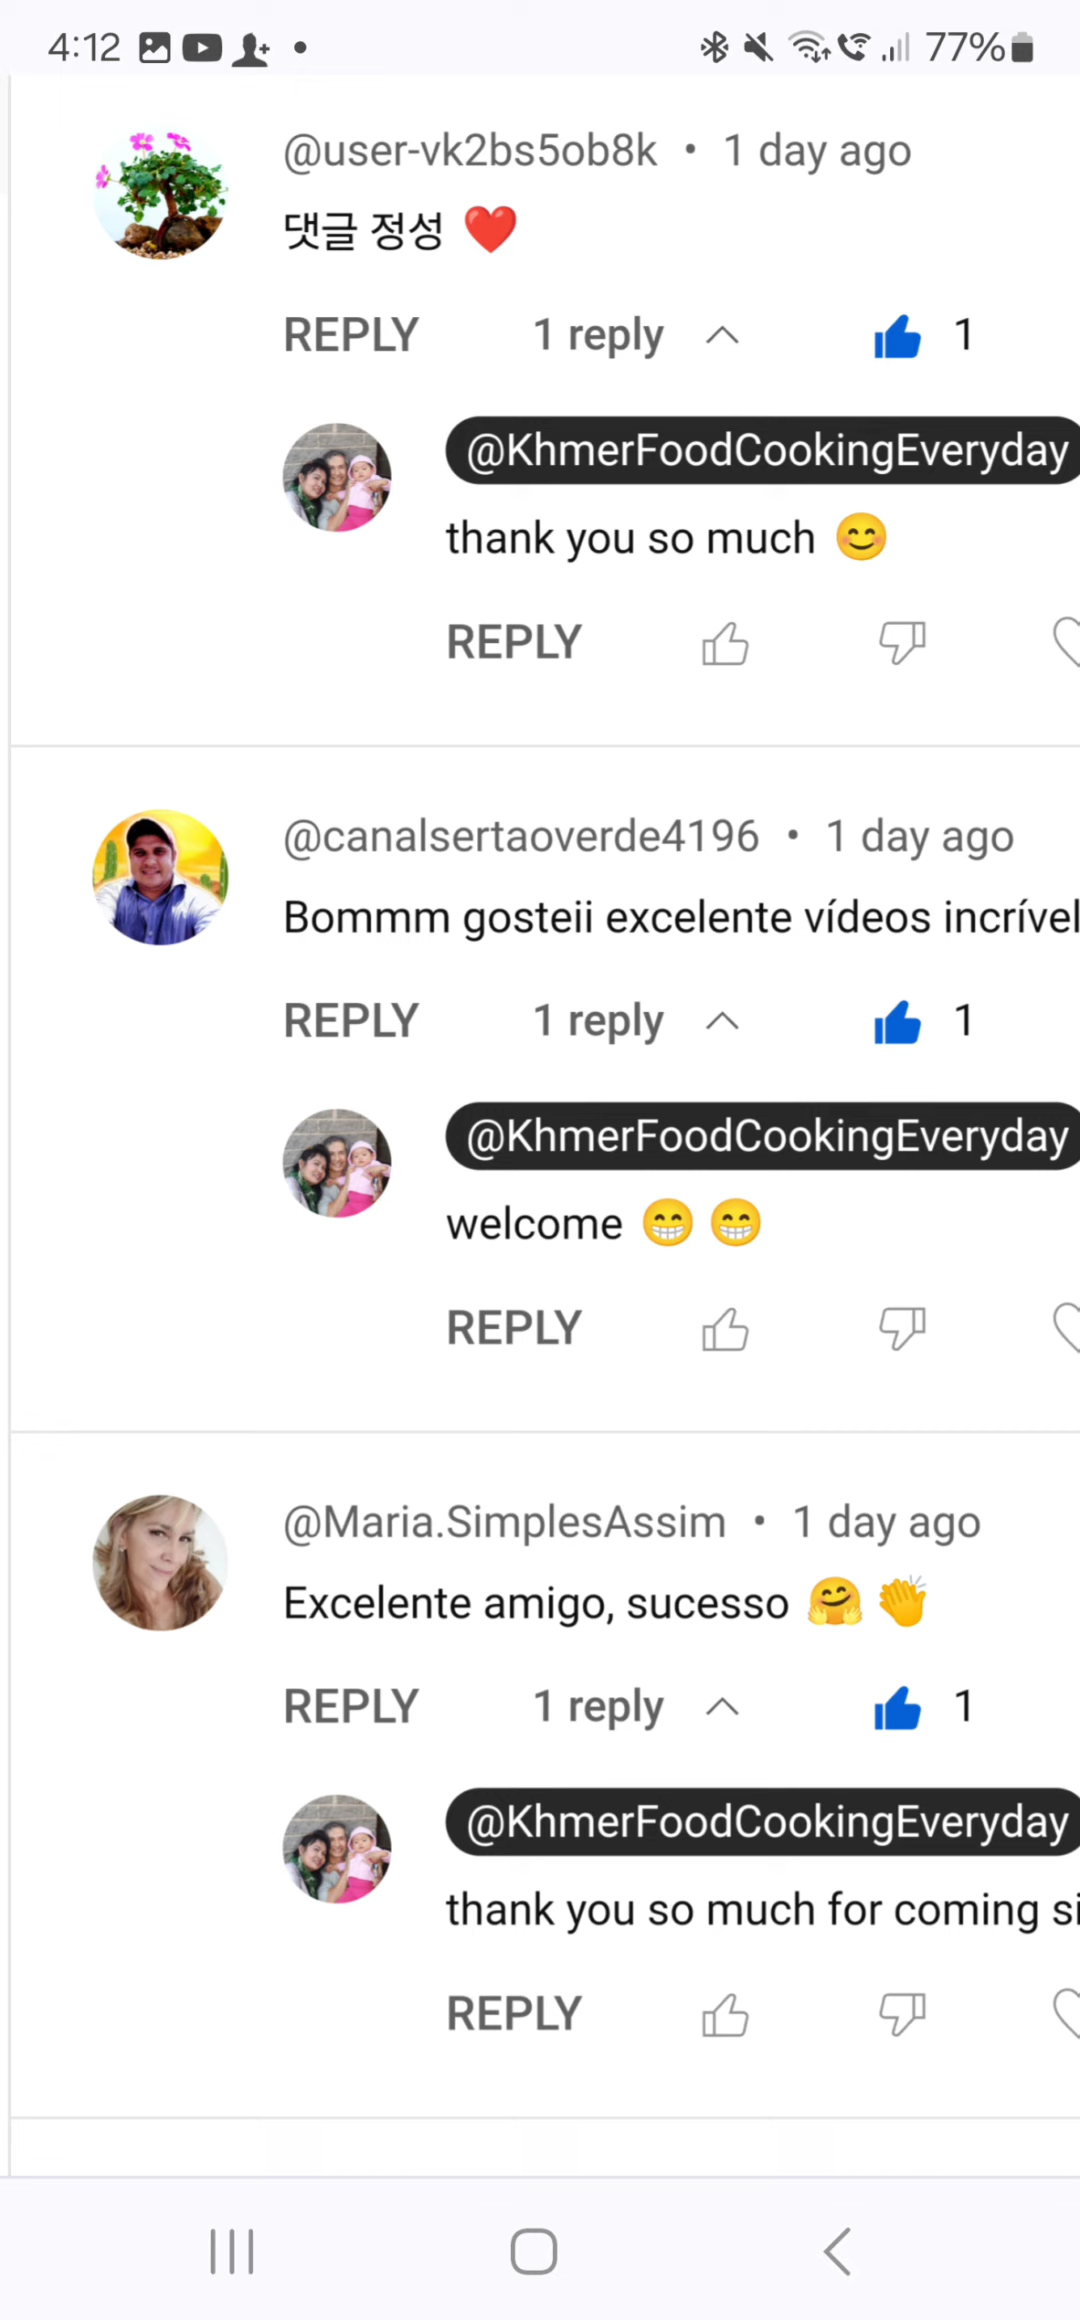 4:12
77%
@user-vk2bs5ob8k • 1 day ago
댓글 정성 ❤️
REPLY 1 reply 1
@KhmerFoodCookingEveryday
thank you so much 😊
REPLY
@canalsertaoverde4196 • 1 day ago
Bommm gosteii excelente vídeos incrível
REPLY 1 reply 1
@KhmerFoodCookingEveryday
welcome 😁 😁
REPLY
@Maria.SimplesAssim • 1 day ago
Excelente amigo, sucesso 🤗 👏
REPLY 1 reply 1
@KhmerFoodCookingEveryday
thank you so much for coming
REPLY